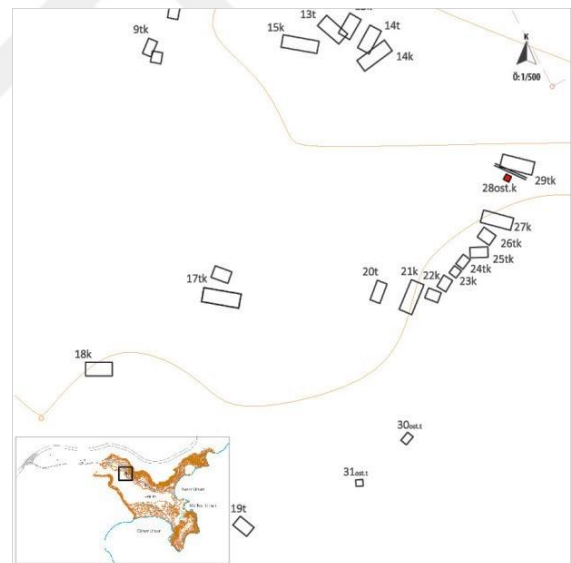 13t
15k
14t
9tk
14k
K
Ö:1/500
29tk
28ost.k
27k
26tk
25tk
24tk
23k
22k
21k
20t
17tk
18k
30ost.t
31ost.t
19t